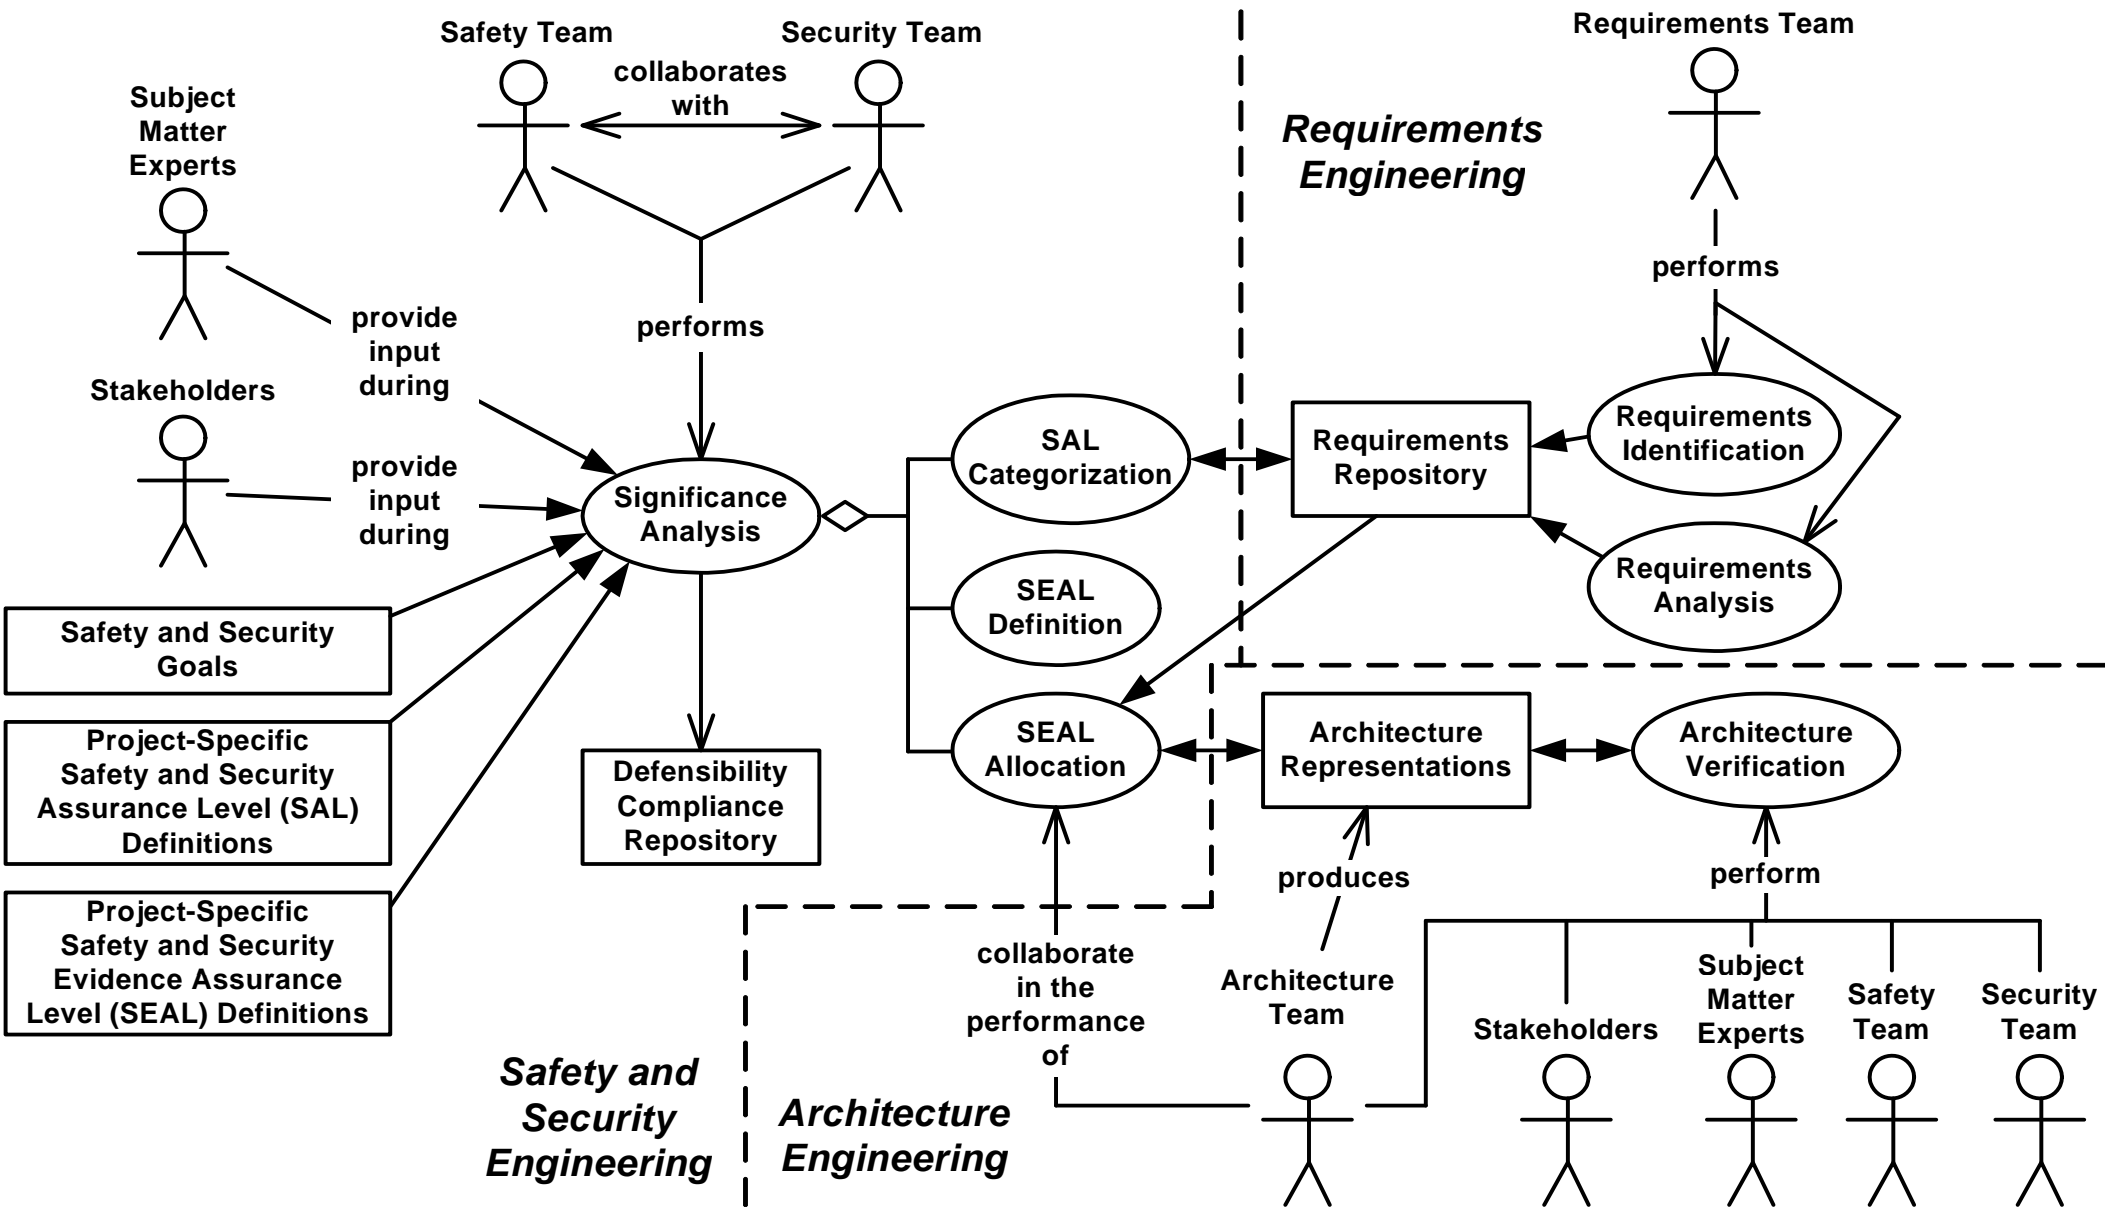 Safety Team
Security Team
Requirements Team
collaborates
with
Subject
Matter
Experts
Requirements
Engineering
performs
provide
input
during
performs
Stakeholders
provide
input
during
Significance
Analysis
SAL
Categorization
Requirements
Repository
Requirements
Identification
SEAL
Definition
Requirements
Analysis
Safety and Security
Goals
Project-Specific
Safety and Security
Assurance Level (SAL)
Definitions
Defensibility
Compliance
Repository
SEAL
Allocation
Architecture
Representations
Architecture
Verification
produces
perform
Project-Specific
Safety and Security
Evidence Assurance
Level (SEAL) Definitions
collaborate
in the
performance
of
Architecture
Team
Stakeholders
Subject
Matter
Experts
Safety
Team
Security
Team
Safety and
Security
Engineering
Architecture
Engineering